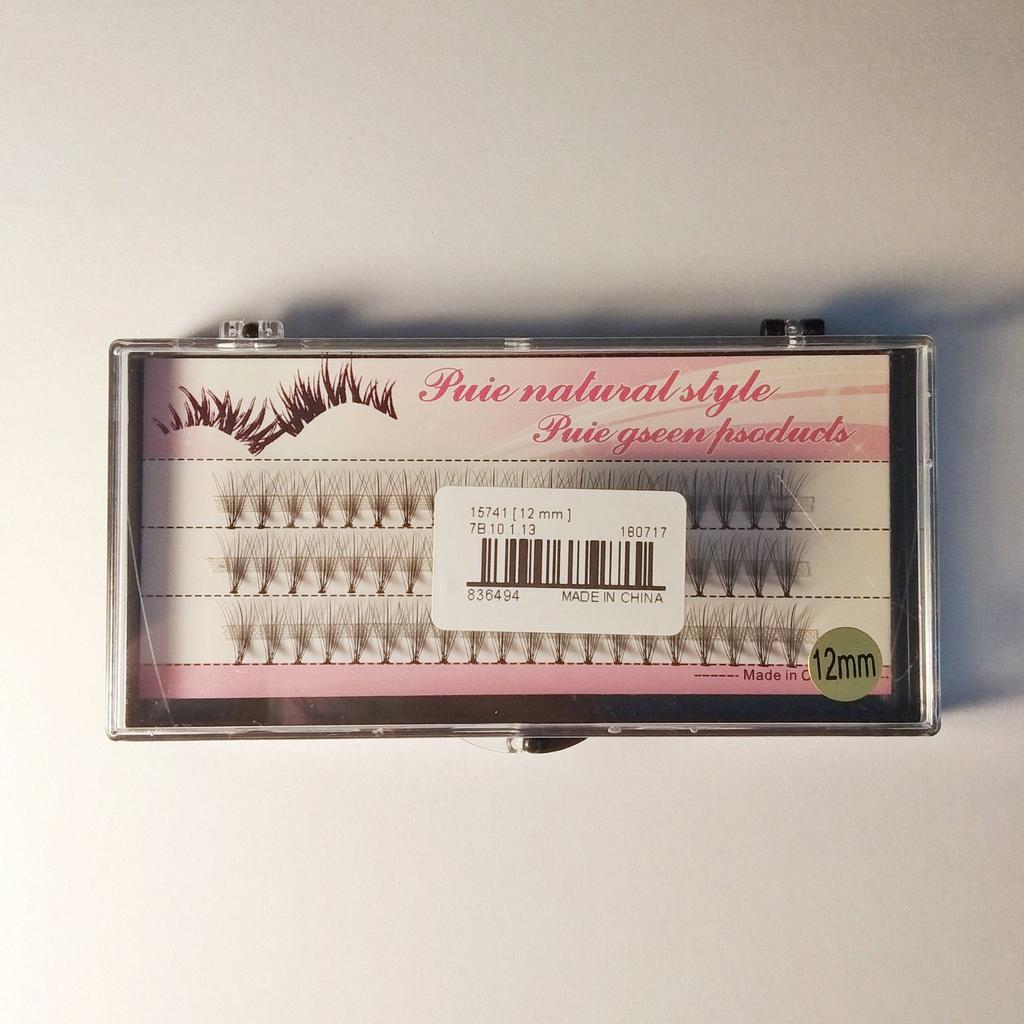 Puie natural style
Puie gseen psoducts
15741 [ 12 mm ]
7B.10.1.13 180717
836494 MADE IN CHINA
------- Made in
12mm